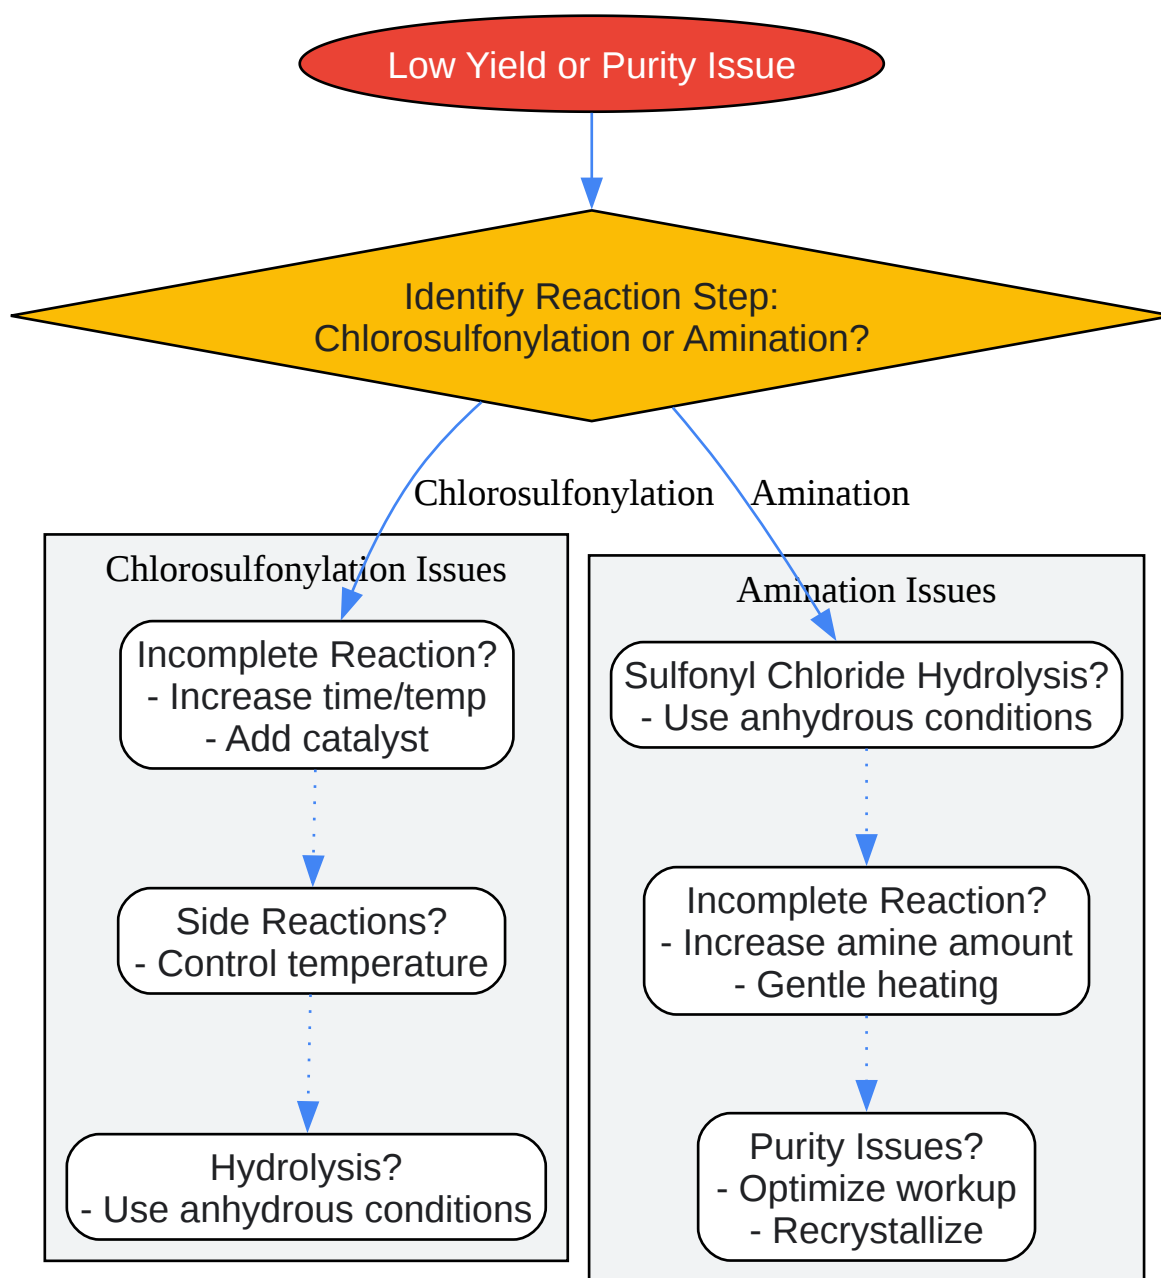 Low Yield or Purity Issue
Identify Reaction Step:
Chlorosulfonylation or Amination?
Chlorosulfonylation
Amination
Chlorosulfonylation Issues
Incomplete Reaction?
- Increase time/temp
- Add catalyst
Side Reactions?
- Control temperature
Hydrolysis?
- Use anhydrous conditions
Amination Issues
Sulfonyl Chloride Hydrolysis?
- Use anhydrous conditions
Incomplete Reaction?
- Increase amine amount
- Gentle heating
Purity Issues?
- Optimize workup
- Recrystallize